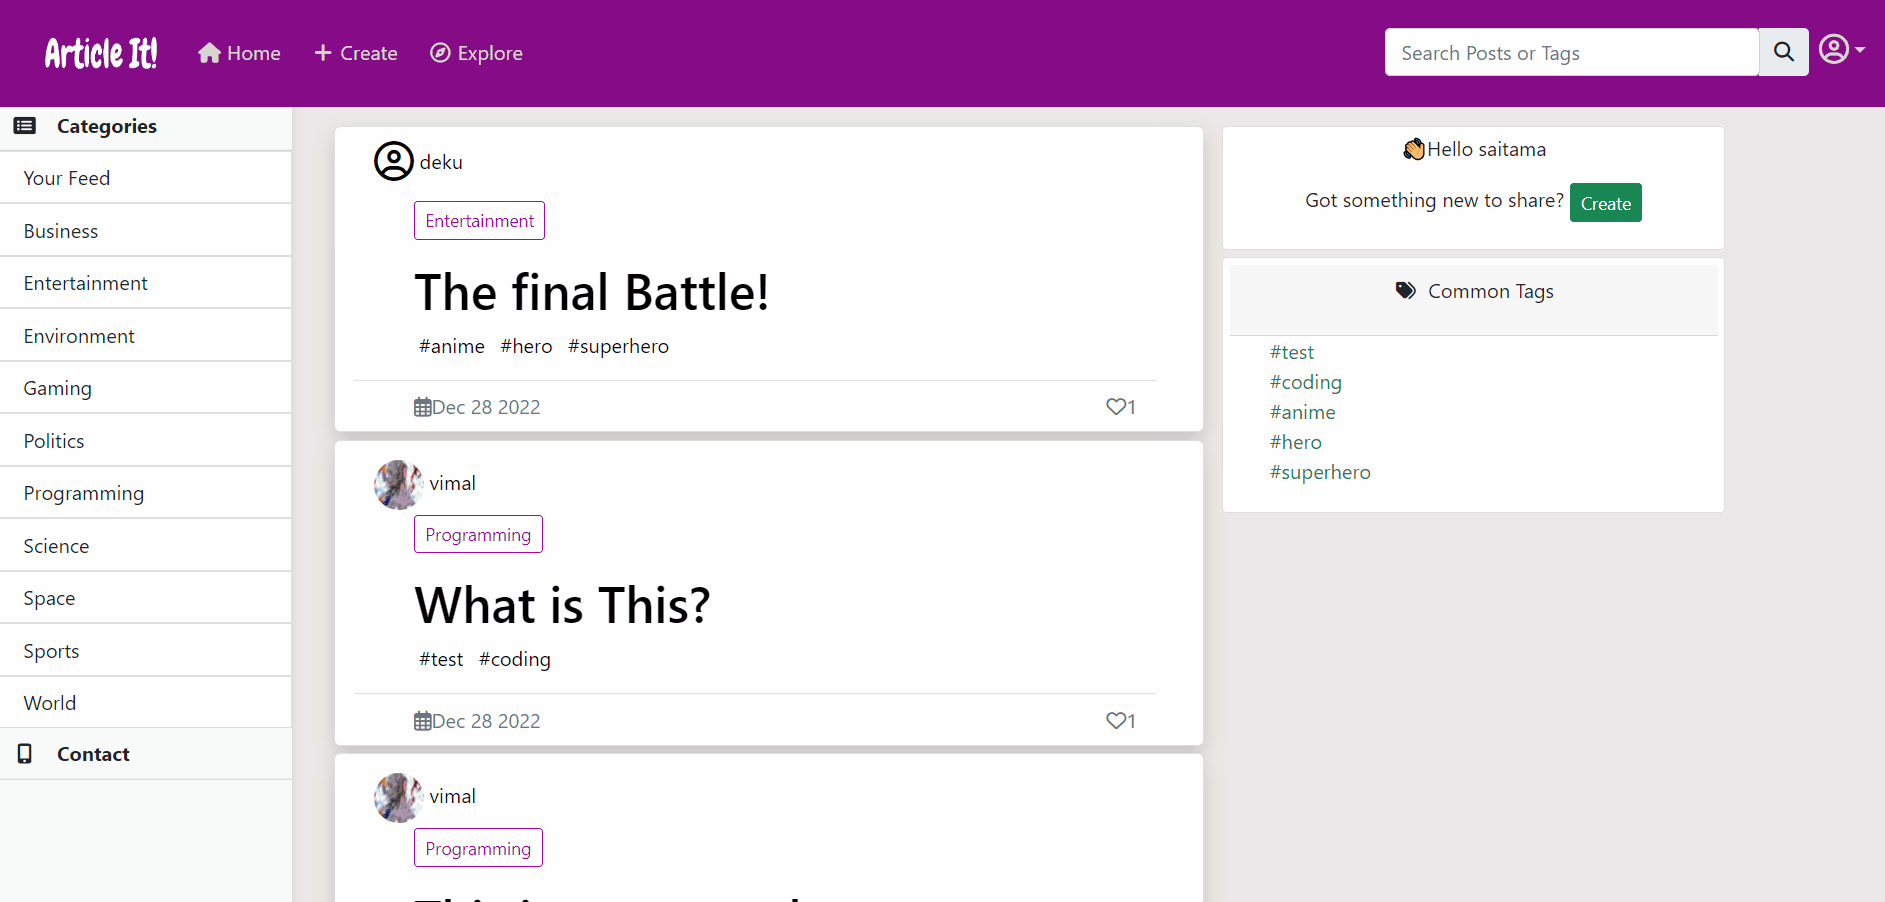 Article It!
Home
Create
Explore
Search Posts or Tags
Categories
Your Feed
Business
Entertainment
Environment
Gaming
Politics
Programming
Science
Space
Sports
World
Contact
deku
Entertainment
The final Battle!
#anime #hero #superhero
Dec 28 2022
1
vimal
Programming
What is This?
#test #coding
Dec 28 2022
1
vimal
Programming
Hello saitama
Got something new to share? Create
Common Tags
#test
#coding
#anime
#hero
#superhero